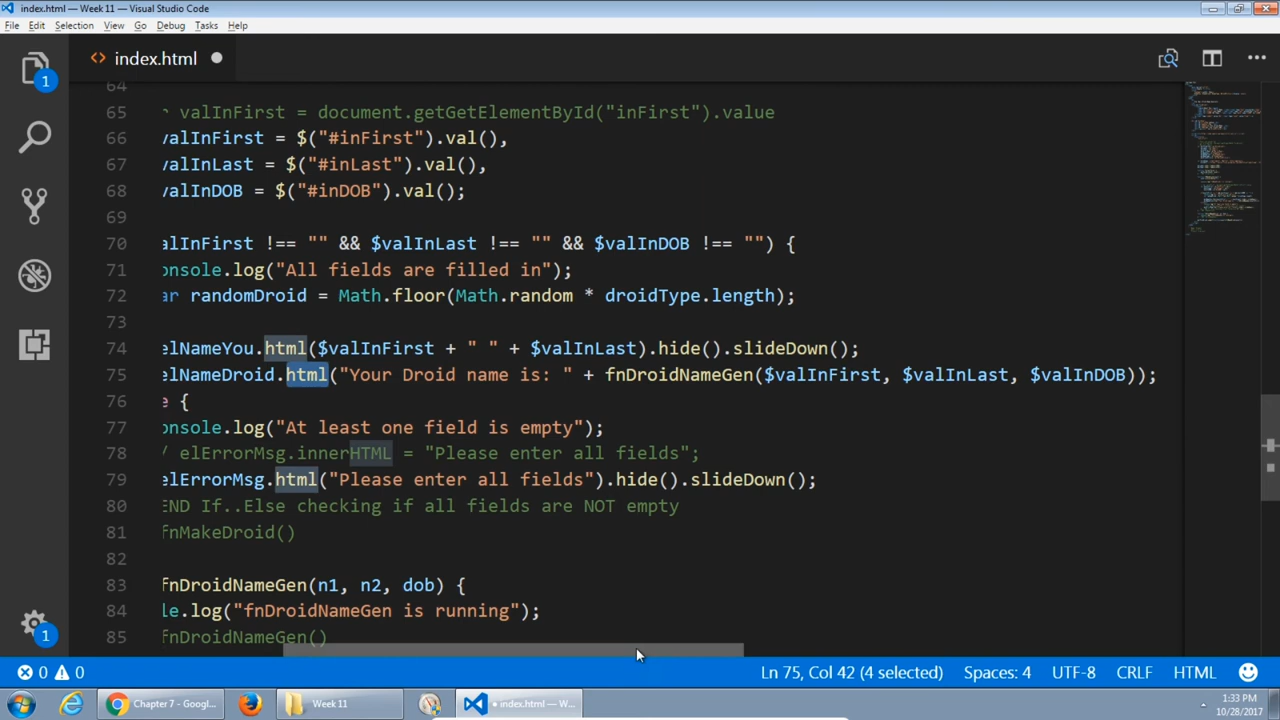 index.html — Week 11 — Visual Studio Code
File Edit Selection View Go Debug Tasks Help
1
<> index.html
64
65 r valInFirst = document.getGetElementById("inFirst").value
66 valInFirst = $("#inFirst").val(),
67 valInLast = $("#inLast").val(),
68 valInDOB = $("#inDOB").val();
69
70 alInFirst !== "" && $valInLast !== "" && $valInDOB !== "") {
71 onsole.log("All fields are filled in");
72 ar randomDroid = Math.floor(Math.random * droidType.length);
73
74 elNameYou.html($valInFirst + " " + $valInLast).hide().slideDown();
75 elNameDroid.html("Your Droid name is: " + fnDroidNameGen($valInFirst, $valInLast, $valInDOB));
76 e {
77 onsole.log("At least one field is empty");
78 / elErrorMsg.innerHTML = "Please enter all fields";
79 elErrorMsg.html("Please enter all fields").hide().slideDown();
80 END If..Else checking if all fields are NOT empty
81 fnMakeDroid()
82
83 fnDroidNameGen(n1, n2, dob) {
84 le.log("fnDroidNameGen is running");
85 fnDroidNameGen()
1
0 0 Ln 75, Col 42 (4 selected) Spaces: 4 UTF-8 CRLF HTML
Chapter 7 - Googl... Week 11 • index.html — W... 1:33 PM
10/28/2017